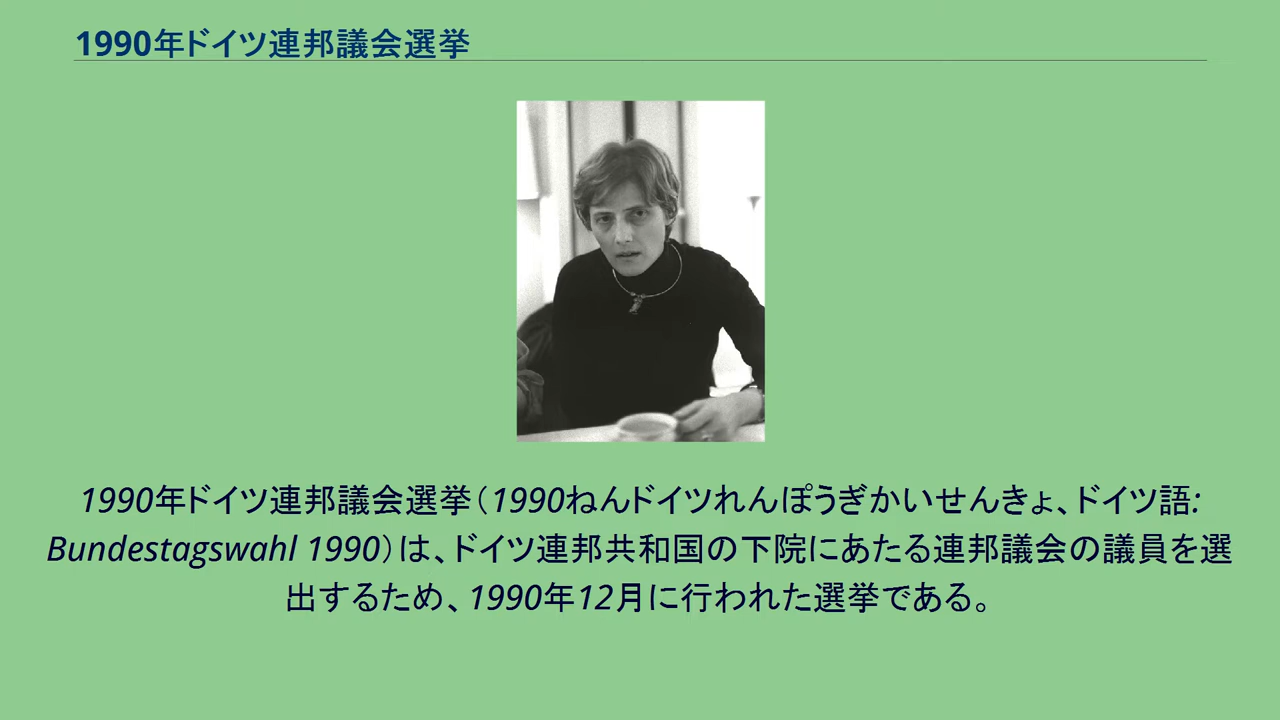 1990年ドイツ連邦議会選挙
1990年ドイツ連邦議会選挙（1990ねんドイツれんぽうぎかいせんきょ、ドイツ語:
Bundestagswahl 1990）は、ドイツ連邦共和国の下院にあたる連邦議会の議員を選
出するため、1990年12月に行われた選挙である。